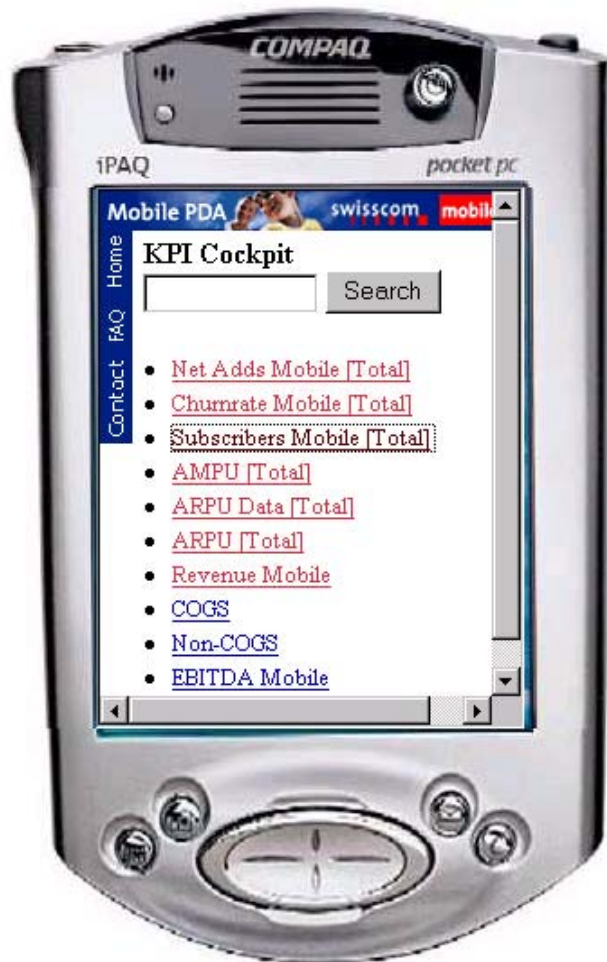 COMPAQ
iPAQ pocket pc
Mobile PDA swisscom mobile
Home
FAQ
Contact
KPI Cockpit
Search
Net Adds Mobile [Total]
Churnrate Mobile [Total]
Subscribers Mobile [Total]
AMPU [Total]
ARPU Data [Total]
ARPU [Total]
Revenue Mobile
COGS
Non-COGS
EBITDA Mobile